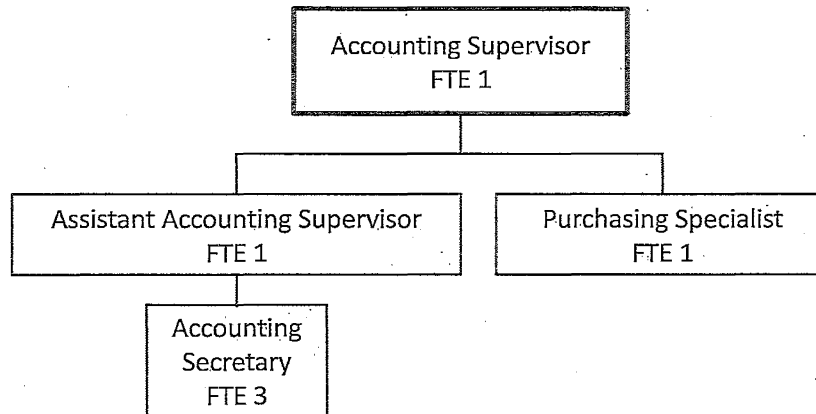 Accounting Supervisor
FTE 1
Assistant Accounting Supervisor
FTE 1
Purchasing Specialist
FTE 1
Accounting
Secretary
FTE 3